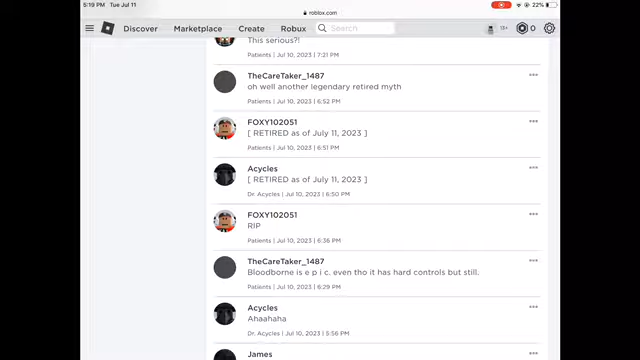 5:19 PM Tue Jul 11
22%
roblox.com
Discover Marketplace Create Robux Search 13+ 0
This serious?!
Patients | Jul 10, 2023 | 7:21 PM
TheCareTaker_1487
oh well another legendary retired myth
Patients | Jul 10, 2023 | 6:52 PM
FOXY102051
[ RETIRED as of July 11, 2023 ]
Patients | Jul 10, 2023 | 6:51 PM
Acycles
[ RETIRED as of July 11, 2023 ]
Dr. Acycles | Jul 10, 2023 | 6:50 PM
FOXY102051
RIP
Patients | Jul 10, 2023 | 6:36 PM
TheCareTaker_1487
Bloodborne is e p i c. even tho it has hard controls but still.
Patients | Jul 10, 2023 | 6:29 PM
Acycles
Ahaahaha
Dr. Acycles | Jul 10, 2023 | 5:56 PM
James